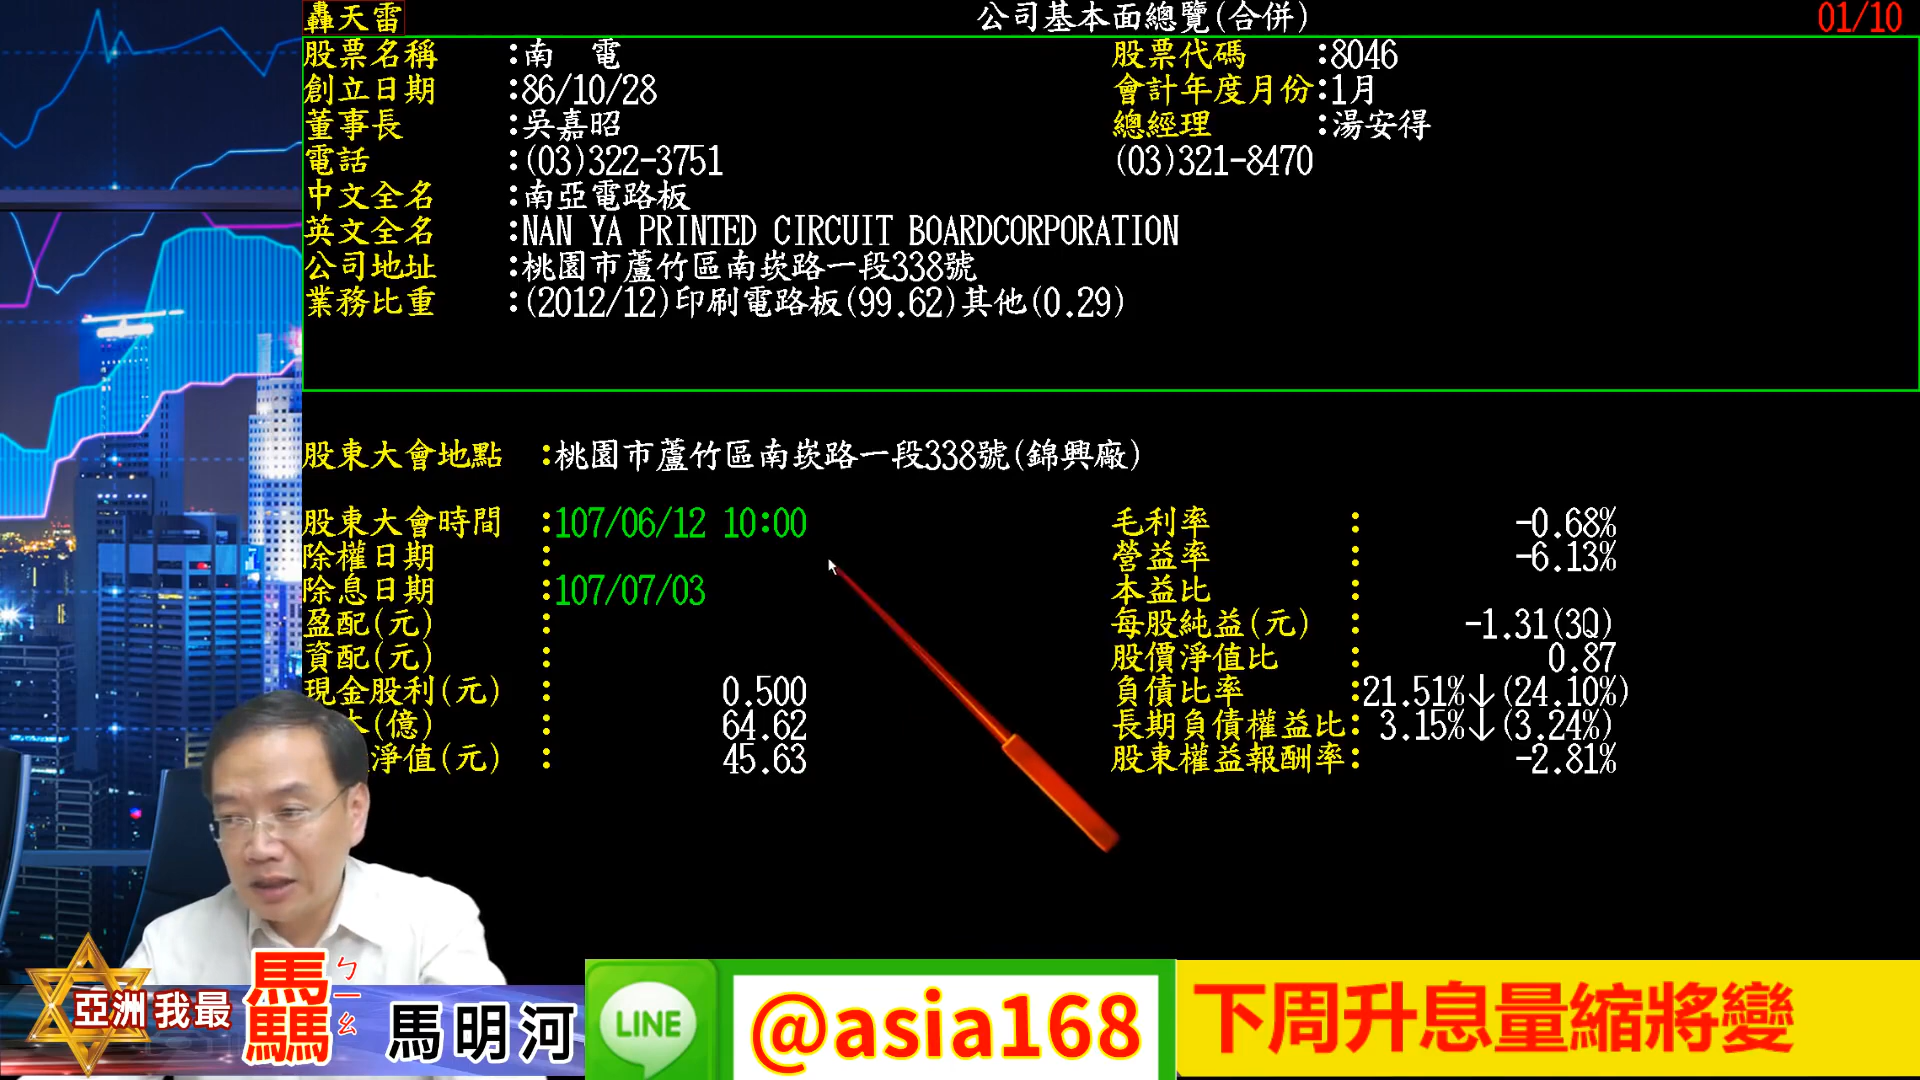 轟天雷 公司基本面總覽(合併) 01/10
股票名稱 :南 電 股票代碼 :8046
創立日期 :86/10/28 會計年度月份:1月
董事長 :吳嘉昭 總經理 :湯安得
電話 :(03)322-3751 (03)321-8470
中文全名 :南亞電路板
英文全名 :NAN YA PRINTED CIRCUIT BOARDCORPORATION
公司地址 :桃園市蘆竹區南崁路一段338號
業務比重 :(2012/12)印刷電路板(99.62)其他(0.29)
股東大會地點 :桃園市蘆竹區南崁路一段338號(錦興廠)
股東大會時間 :107/06/12 10:00 毛利率 : -0.68%
除權日期 : 營益率 : -6.13%
除息日期 :107/07/03 本益比 :
盈配(元) : 每股純益(元) : -1.31(3Q)
資配(元) : 股價淨值比 : 0.87
現金股利(元) : 0.500 負債比率 :21.51%↓(24.10%)
本(億) : 64.62 長期負債權益比: 3.15%↓(3.24%)
淨值(元) : 45.63 股東權益報酬率: -2.81%
亞洲我最 馬驫 ㄅㄧㄠ 馬明河
LINE @asia168
下周升息量縮將變